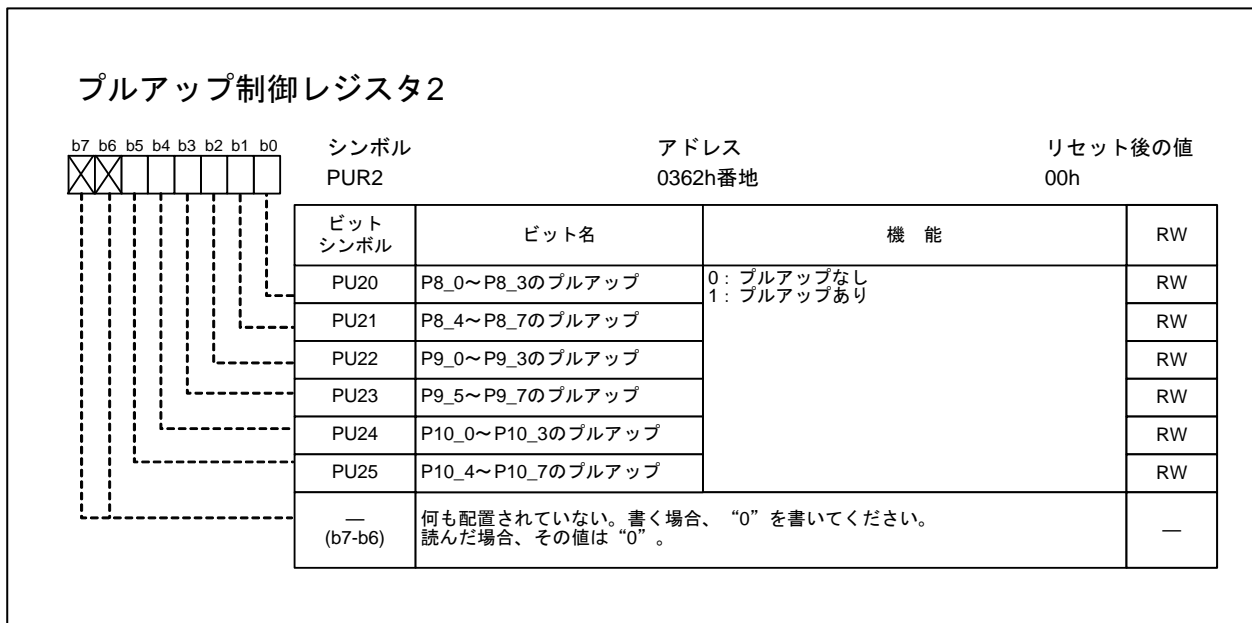 プルアップ制御レジスタ2
b7 b6 b5 b4 b3 b2 b1 b0
シンボル アドレス リセット後の値
PUR2 0362h番地 00h
ビット
シンボル ビット名 機 能 RW
PU20 P8_0〜P8_3のプルアップ 0: プルアップなし RW
1: プルアップあり
PU21 P8_4〜P8_7のプルアップ RW
PU22 P9_0〜P9_3のプルアップ RW
PU23 P9_5〜P9_7のプルアップ RW
PU24 P10_0〜P10_3のプルアップ RW
PU25 P10_4〜P10_7のプルアップ RW
—
(b7-b6) 何も配置されていない。書く場合、“0”を書いてください。 —
読んだ場合、その値は“0”。